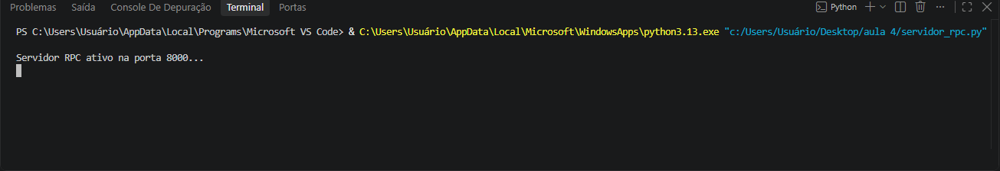 Problemas Saída Console De Depuração Terminal Portas Python
PS C:\Users\Usuário\AppData\Local\Programs\Microsoft VS Code> & C:\Users\Usuário\AppData\Local\Microsoft\WindowsApps\python3.13.exe "c:/Users/Usuário/Desktop/aula 4/servidor_rpc.py"
Servidor RPC ativo na porta 8000...